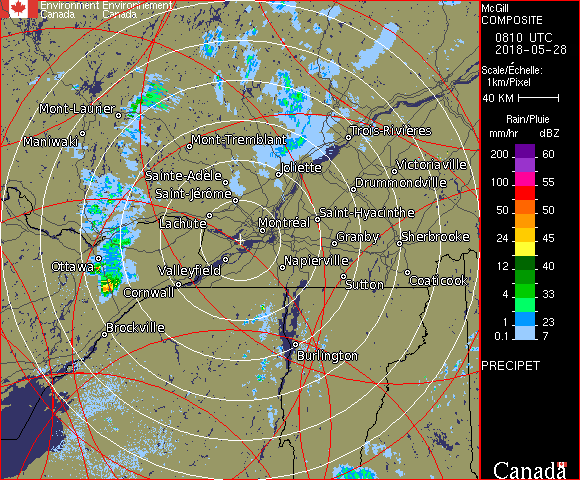 Environment Environnement
Canada Canada
McGill
COMPOSITE
0810 UTC
2018-05-28
Scale/Échelle:
1km/Pixel
40 KM
Rain/Pluie
mm/hr dBZ
200 60
100 55
50 50
24 45
12 40
4 33
1 23
0.1 7
PRECIPET
Canada
Mont-Laurier
Maniwaki
Mont-Tremblant
Trois-Rivières
Sainte-Adèle
Joliette
Victoriaville
Saint-Jérôme
Drummondville
Lachute
Montréal
Saint-Hyacinthe
Ottawa
Granby
Sherbrooke
Valleyfield
Napierville
Cornwall
Sutton
Coaticook
Brockville
Burlington